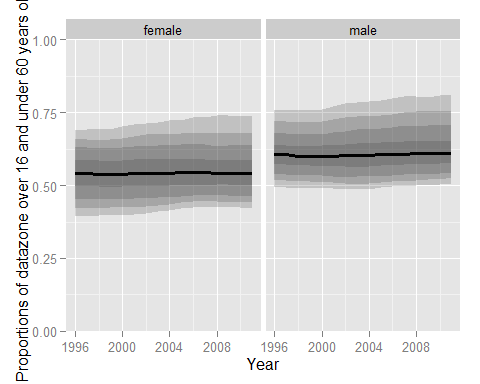 female
male
Proportions of datazone over 16 and under 60 years ol
1.00
0.75
0.50
0.25
0.00
1996 2000 2004 2008 1996 2000 2004 2008
Year